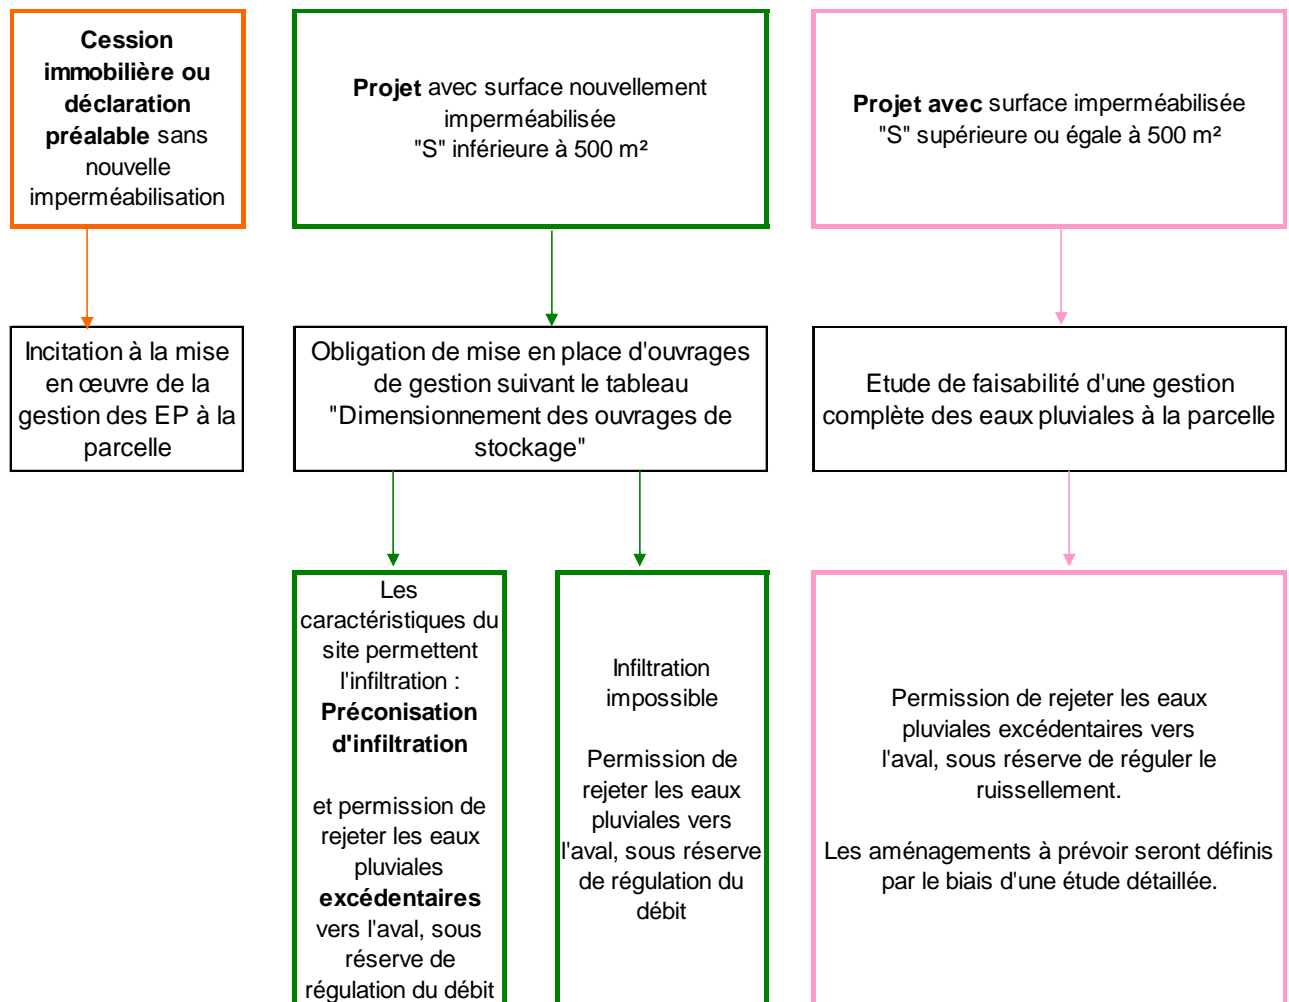 Cession
immobilière ou
déclaration
préalable sans
nouvelle
imperméabilisation
Projet avec surface nouvellement
imperméabilisée
"S" inférieure à 500 m²
Projet avec surface imperméabilisée
"S" supérieure ou égale à 500 m²
Incitation à la mise
en œuvre de la
gestion des EP à la
parcelle
Obligation de mise en place d'ouvrages
de gestion suivant le tableau
"Dimensionnement des ouvrages de
stockage"
Etude de faisabilité d'une gestion
complète des eaux pluviales à la parcelle
Les
caractéristiques du
site permettent
l'infiltration :
Préconisation
d'infiltration
et permission de
rejeter les eaux
pluviales
excédentaires
vers l'aval, sous
réserve de
régulation du débit
Infiltration
impossible
Permission de
rejeter les eaux
pluviales vers
l'aval, sous réserve
de régulation du
débit
Permission de rejeter les eaux
pluviales excédentaires vers
l'aval, sous réserve de réguler le
ruissellement.
Les aménagements à prévoir seront définis
par le biais d'une étude détaillée.